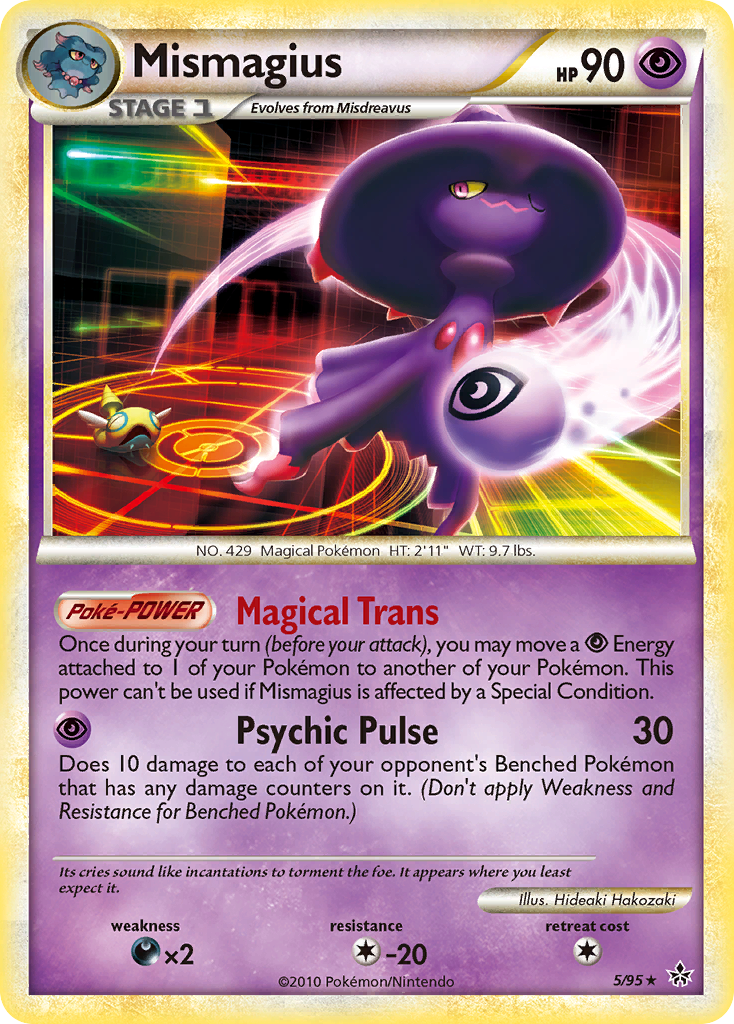 Mismagius
HP 90
STAGE 1
Evolves from Misdreavus
NO. 429 Magical Pokémon HT: 2'11" WT: 9.7 lbs.
Poké-POWER Magical Trans
Once during your turn (before your attack), you may move a Energy
attached to 1 of your Pokémon to another of your Pokémon. This
power can't be used if Mismagius is affected by a Special Condition.
Psychic Pulse 30
Does 10 damage to each of your opponent's Benched Pokémon
that has any damage counters on it. (Don't apply Weakness and
Resistance for Benched Pokémon.)
Its cries sound like incantations to torment the foe. It appears where you least
expect it.
Illus. Hideaki Hakozaki
weakness resistance retreat cost
×2 -20
©2010 Pokémon/Nintendo 5/95 ★